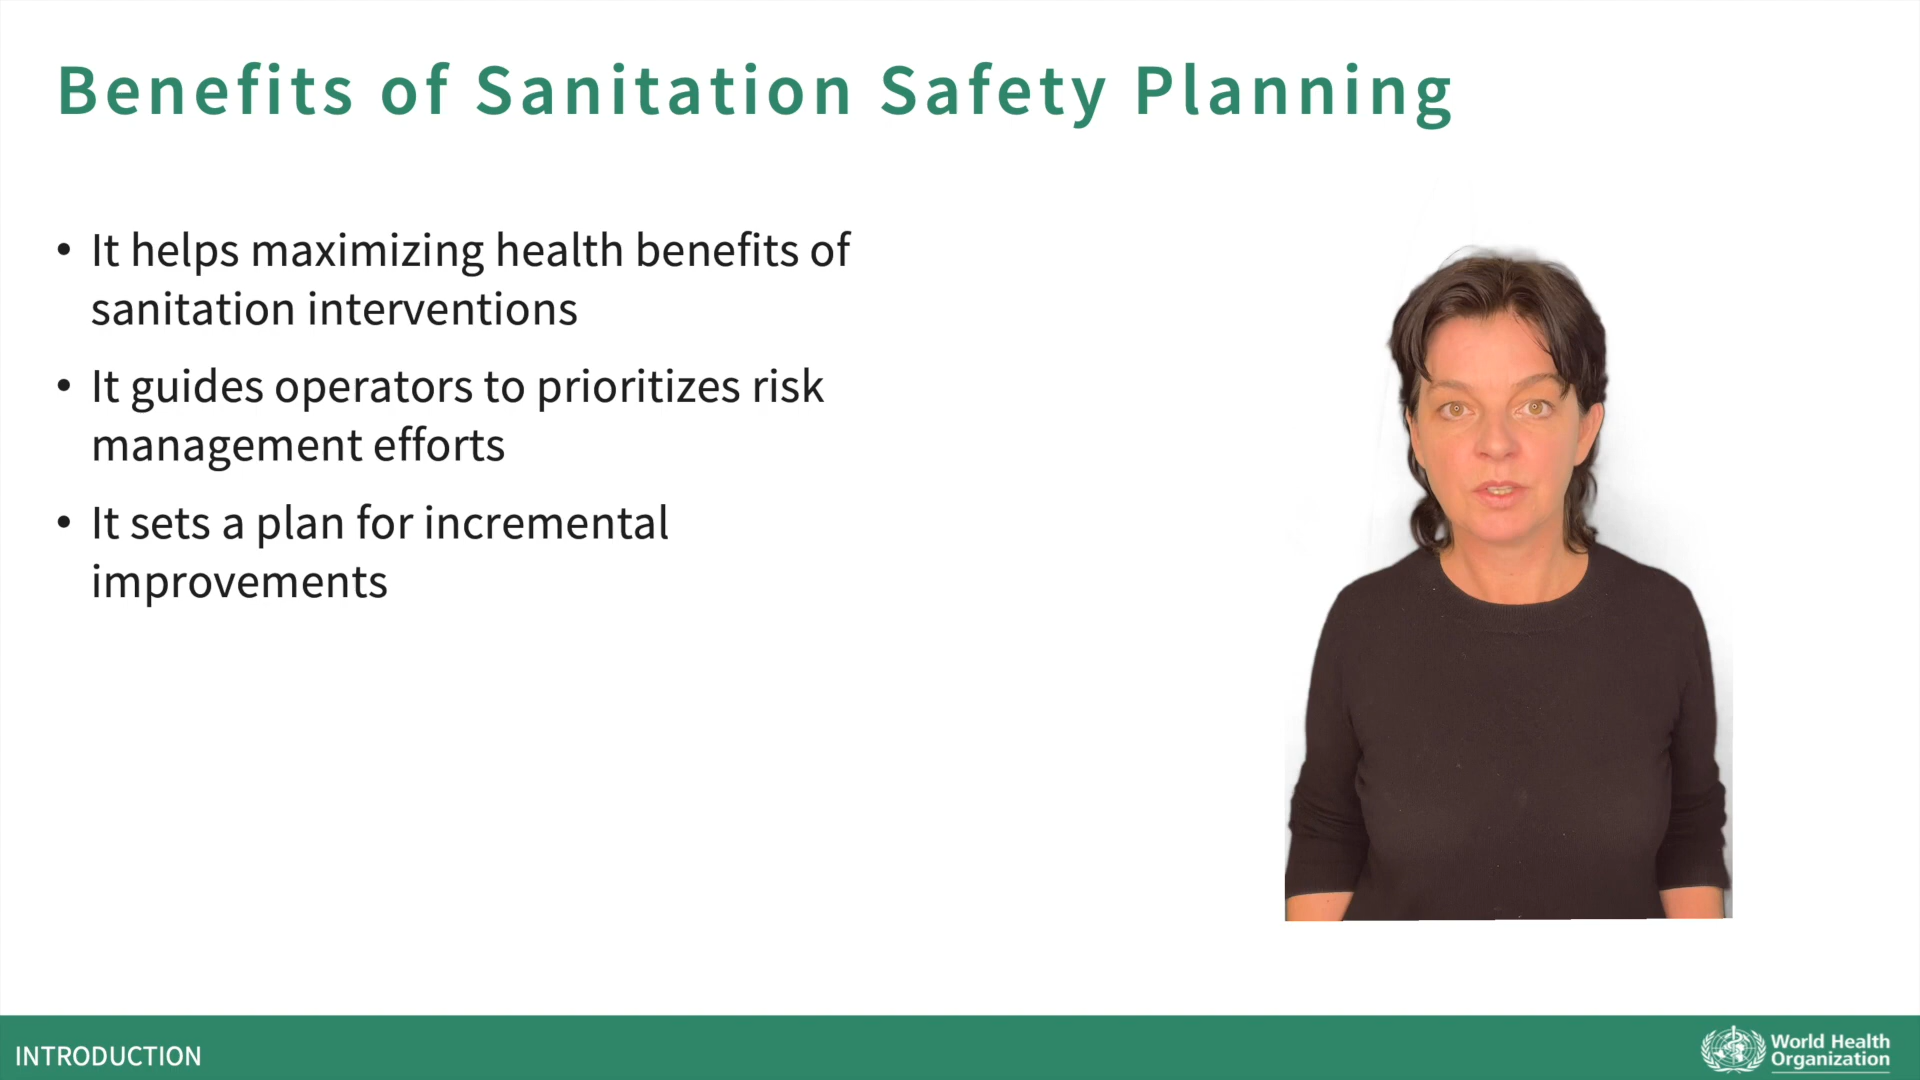 Benefits of Sanitation Safety Planning
• It helps maximizing health benefits of
sanitation interventions
• It guides operators to prioritizes risk
management efforts
• It sets a plan for incremental
improvements
INTRODUCTION
World Health
Organization